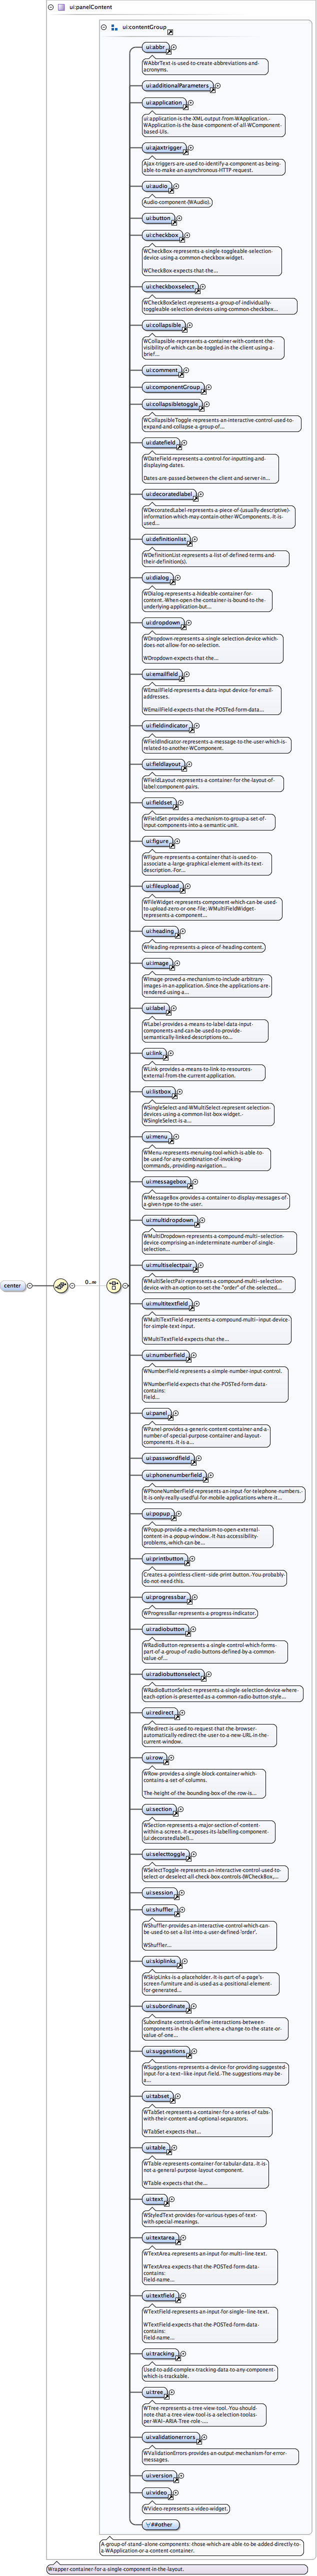 ui:panelContent
ui:contentGroup
ui:abbr
WAbbrText is used to create abbreviations and
acronyms.
ui:additionalParameters
ui:application
ui:application is the XML output from WApplication.
WApplication is the base component of all WComponent
based UIs.
ui:ajaxtrigger
Ajax triggers are used to identify a component as being
able to make an asynchronous HTTP request.
ui:audio
Audio component (WAudio).
ui:button
ui:checkbox
WCheckBox represents a single toggleable selection
device using a common checkbox widget.
WCheckBox expects that the...
ui:checkboxselect
WCheckBoxSelect represents a group of individually
toggleable selection devices using common checkbox...
ui:collapsible
WCollapsible represents a container with content the
visibility of which can be toggled in the client using a
brief...
ui:comment
ui:componentGroup
ui:collapsibletoggle
WCollapsibleToggle represents an interactive control used to
expand and collapse a group of...
ui:datefield
WDateField represents a control for inputting and
displaying dates.
Dates are passed between the client and server in...
ui:decoratedlabel
WDecoratedLabel represents a piece of (usually descriptive)
information which may contain other WComponents. It is
used...
ui:definitionlist
WDefinitionList represents a list of defined terms and
their definition(s).
ui:dialog
WDialog represents a hideable container for
content. When open the container is bound to the
underlying application but...
ui:dropdown
WDropdown represents a single selection device which
does not allow for no selection.
WDropdown expects that the...
ui:emailfield
WEmailField represents a data input device for email
addresses.
WEmailField expects that the POSTed form data...
ui:fieldindicator
WFieldIndicator represents a message to the user which is
related to another WComponent.
ui:fieldlayout
WFieldLayout represents a container for the layout of
label:component pairs.
ui:fieldset
WFieldSet provides a mechanism to group a set of
input components into a semantic unit.
ui:figure
WFigure represents a container that is used to
associate a large graphical element with its text
description. For...
ui:fileupload
WFileWidget represents component which can be used
to upload zero or one file; WMultiFileWidget
represents a component...
ui:heading
WHeading represents a piece of heading content.
ui:image
WImage proved a mechanism to include arbitrary
images in an application. Since the applications are
rendered using a...
ui:label
WLabel provides a means to label data input
components and can be used to provide
semantically linked descriptions to...
ui:link
WLink provides a means to link to resources
external from the current application.
ui:listbox
WSingleSelect and WMultiSelect represent selection
devices using a common list box widget.
WSingleSelect is a...
ui:menu
WMenu represents menuing tool which is able to
be used for any combination of invoking
commands, providing navigation...
ui:messagebox
WMessageBox provides a container to display messages of
a given type to the user.
ui:multidropdown
WMultiDropdown represents a compound multi-selection
device comprising an indeterminate number of single
selection...
ui:multiselectpair
WMultiSelectPair represents a compound multi-selection
device with an option to set the "order" of the selected...
ui:multitextfield
WMultiTextField represents a compound multi-input device
for simple text input.
WMultiTextField expects that the...
ui:numberfield
WNumberField represents a simple number input control.
WNumberField expects that the POSTed form data
contains:
Field...
ui:panel
WPanel provides a generic content container and a
number of special purpose container and layout
components. It is a...
ui:passwordfield
ui:phonenumberfield
WPhoneNumberField represents an input for telephone numbers.
It is only really useful for mobile applications where it...
ui:popup
WPopup provide a mechanism to open external
content in a popup window. It has accessibility
problems, which can be...
ui:printbutton
Creates a pointless client-side print button. You probably
do not need this.
ui:progressbar
WProgressBar represents a progress indicator.
ui:radiobutton
WRadioButton represents a single control which forms
part of a group of radio buttons defined by a common
value of...
ui:radiobuttonselect
WRadioButtonSelect represents a single selection device where
each option is presented as a common radio button style...
ui:redirect
WRedirect is used to request that the browser
automatically redirect the user to a new URL in the
current window.
ui:row
WRow provides a single block container which
contains a set of columns.
The height of the bounding box of the row is...
ui:section
WSection represents a major section of content
within a screen. It exposes its labelling component
(ui:decoratedlabel)...
ui:selecttoggle
WSelectToggle represents an interactive control used to
select or deselect all check box controls (WCheckBox,...
ui:session
ui:shuffler
WShuffler provides an interactive control which can
be used to set a list into a user defined 'order'.
WShuffler...
ui:skiplinks
WSkipLinks is a placeholder. It is part of a page's
screen furniture and is used as a positional element
for generated...
ui:subordinate
Subordinate controls define interactions between
components in the client where a change to the state or
value of one...
ui:suggestions
WSuggestions represents a device for providing suggested
input for a text-like input field. The suggestions may be
a...
ui:tabset
WTabSet represents a container for a series of tabs
with their content and optional separators.
WTabSet expects that...
ui:table
WTable represents container for tabular data. It is
not a general purpose layout component.
WTable expects that the...
ui:text
WStyledText provides for various types of text
with special meanings.
ui:textarea
WTextArea represents an input for multi-line text.
WTextArea expects that the POSTed form data
contains:
Field name...
ui:textfield
WTextField represents an input for single-line text.
WTextField expects that the POSTed form data
contains:
Field name...
ui:tracking
Used to add complex tracking data to any component
which is trackable.
ui:tree
WTree represents a tree view tool. You should
note that a tree view tool is a selection tool as
per WAI-ARIA Tree role -...
ui:validationerrors
WValidationErrors provides an output mechanism for error
messages.
ui:version
ui:video
WVideo represents a video widget.
##other
center
0..∞
A group of stand-alone components: those which are able to be added directly to
a WApplication or a content container.
Wrapper container for a single component in the layout.